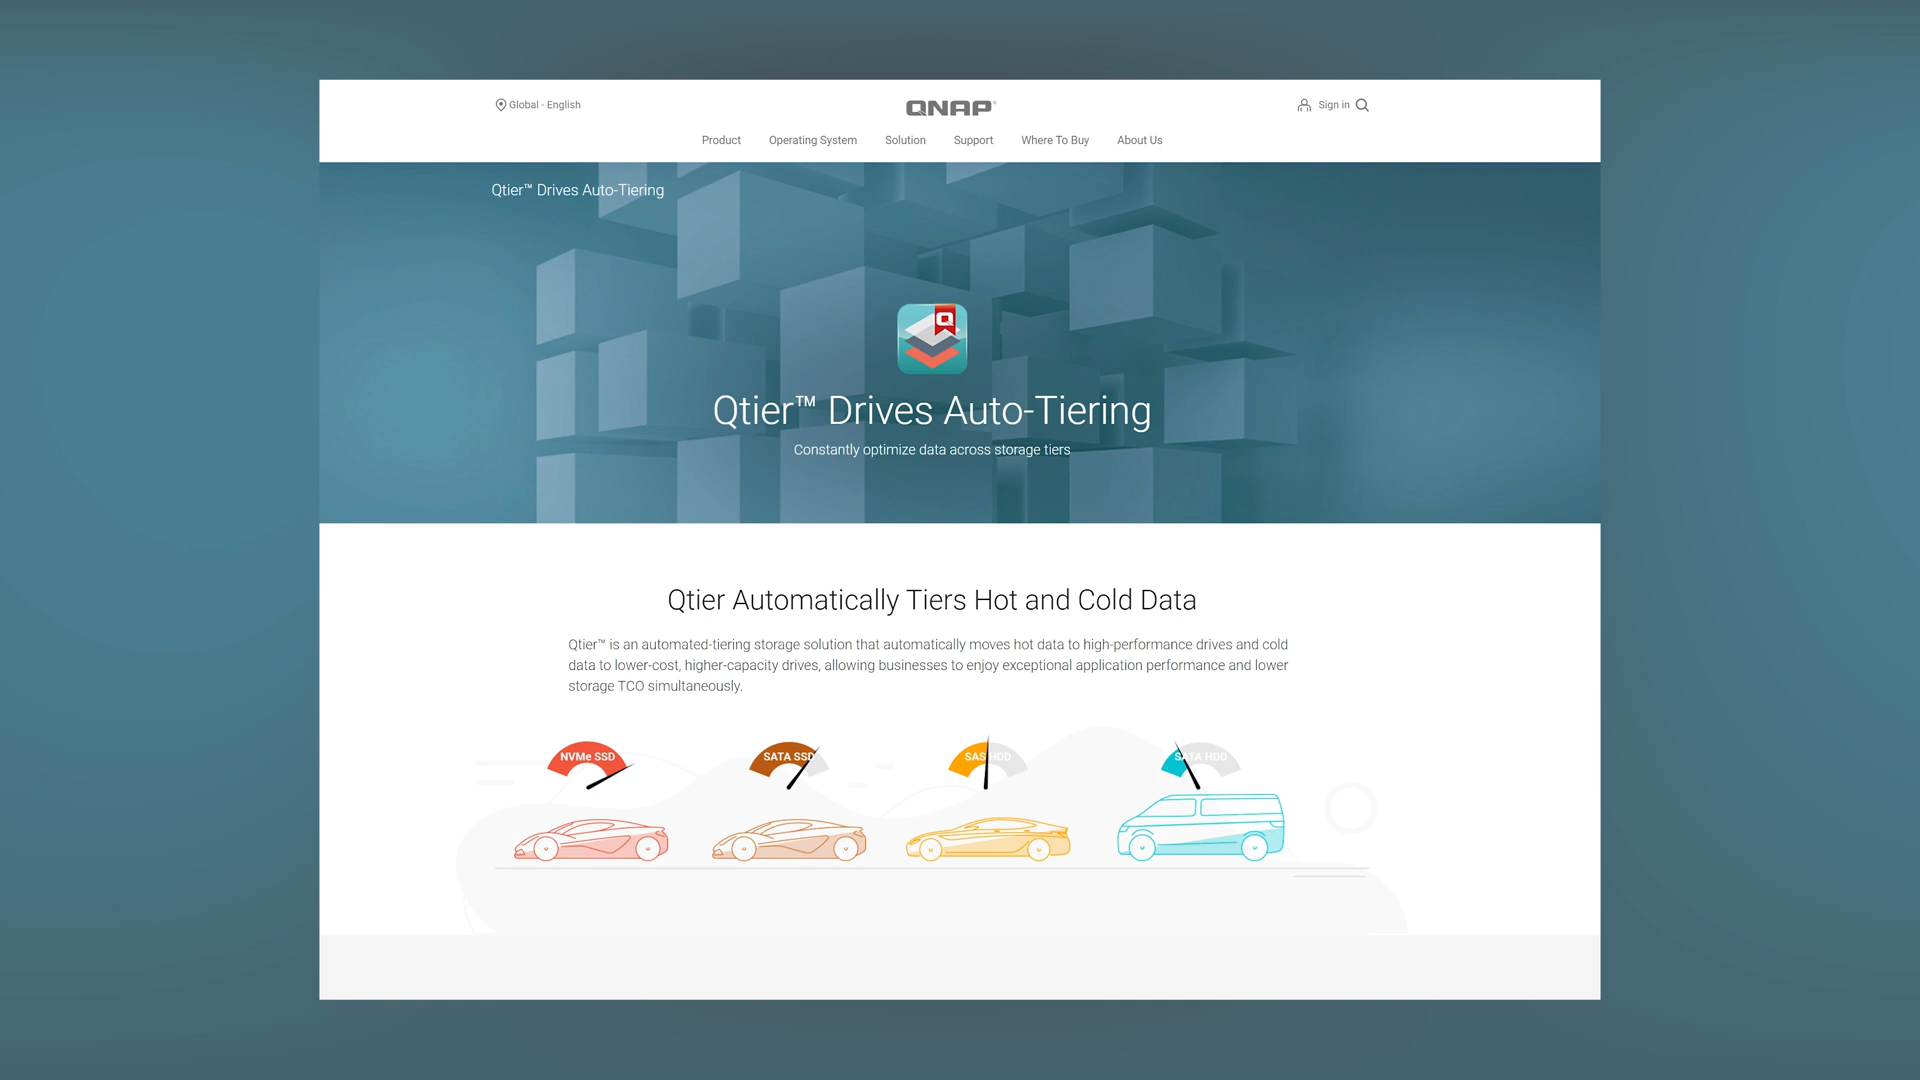 Global - English
QNAP
Sign in
Product Operating System Solution Support Where To Buy About Us
Qtier™ Drives Auto-Tiering
Q
Qtier™ Drives Auto-Tiering
Constantly optimize data across storage tiers
Qtier Automatically Tiers Hot and Cold Data
Qtier™ is an automated-tiering storage solution that automatically moves hot data to high-performance drives and cold
data to lower-cost, higher-capacity drives, allowing businesses to enjoy exceptional application performance and lower
storage TCO simultaneously.
NVMe SSD SATA SSD SAS HDD SATA HDD